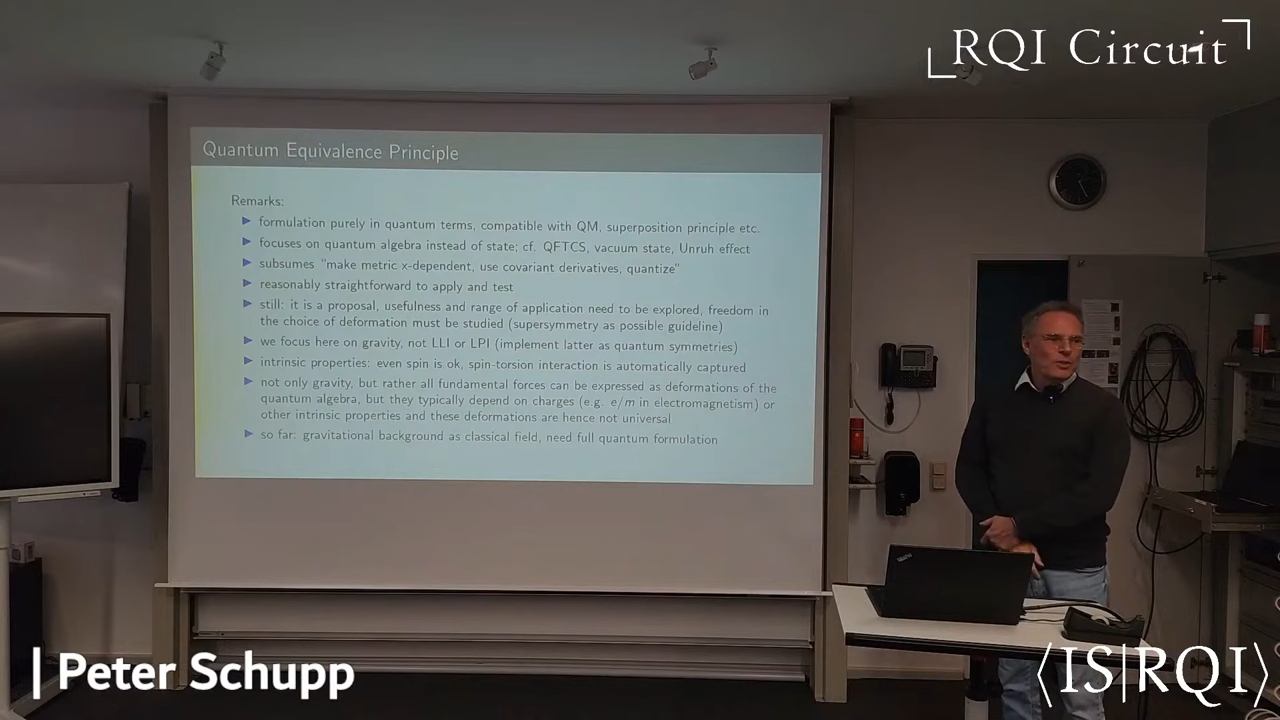 RQI Circuit
Quantum Equivalence Principle
Remarks:
formulation purely in quantum terms, compatible with QM, superposition principle etc.
focuses on quantum algebra instead of state; cf. QFTCS, vacuum state, Unruh effect
subsumes "make metric x-dependent, use covariant derivatives, quantize"
reasonably straightforward to apply and test
still: it is a proposal, usefulness and range of application need to be explored, freedom in
the choice of deformation must be studied (supersymmetry as possible guideline)
we focus here on gravity, not LLI or LPI (implement latter as quantum symmetries)
intrinsic properties: even spin is ok, spin-torsion interaction is automatically captured
not only gravity, but rather all fundamental forces can be expressed as deformations of the
quantum algebra, but they typically depend on charges (e.g. e/m in electromagnetism) or
other intrinsic properties and these deformations are hence not universal
so far: gravitational background as classical field, need full quantum formulation
| Peter Schupp
⟨IS|RQI⟩